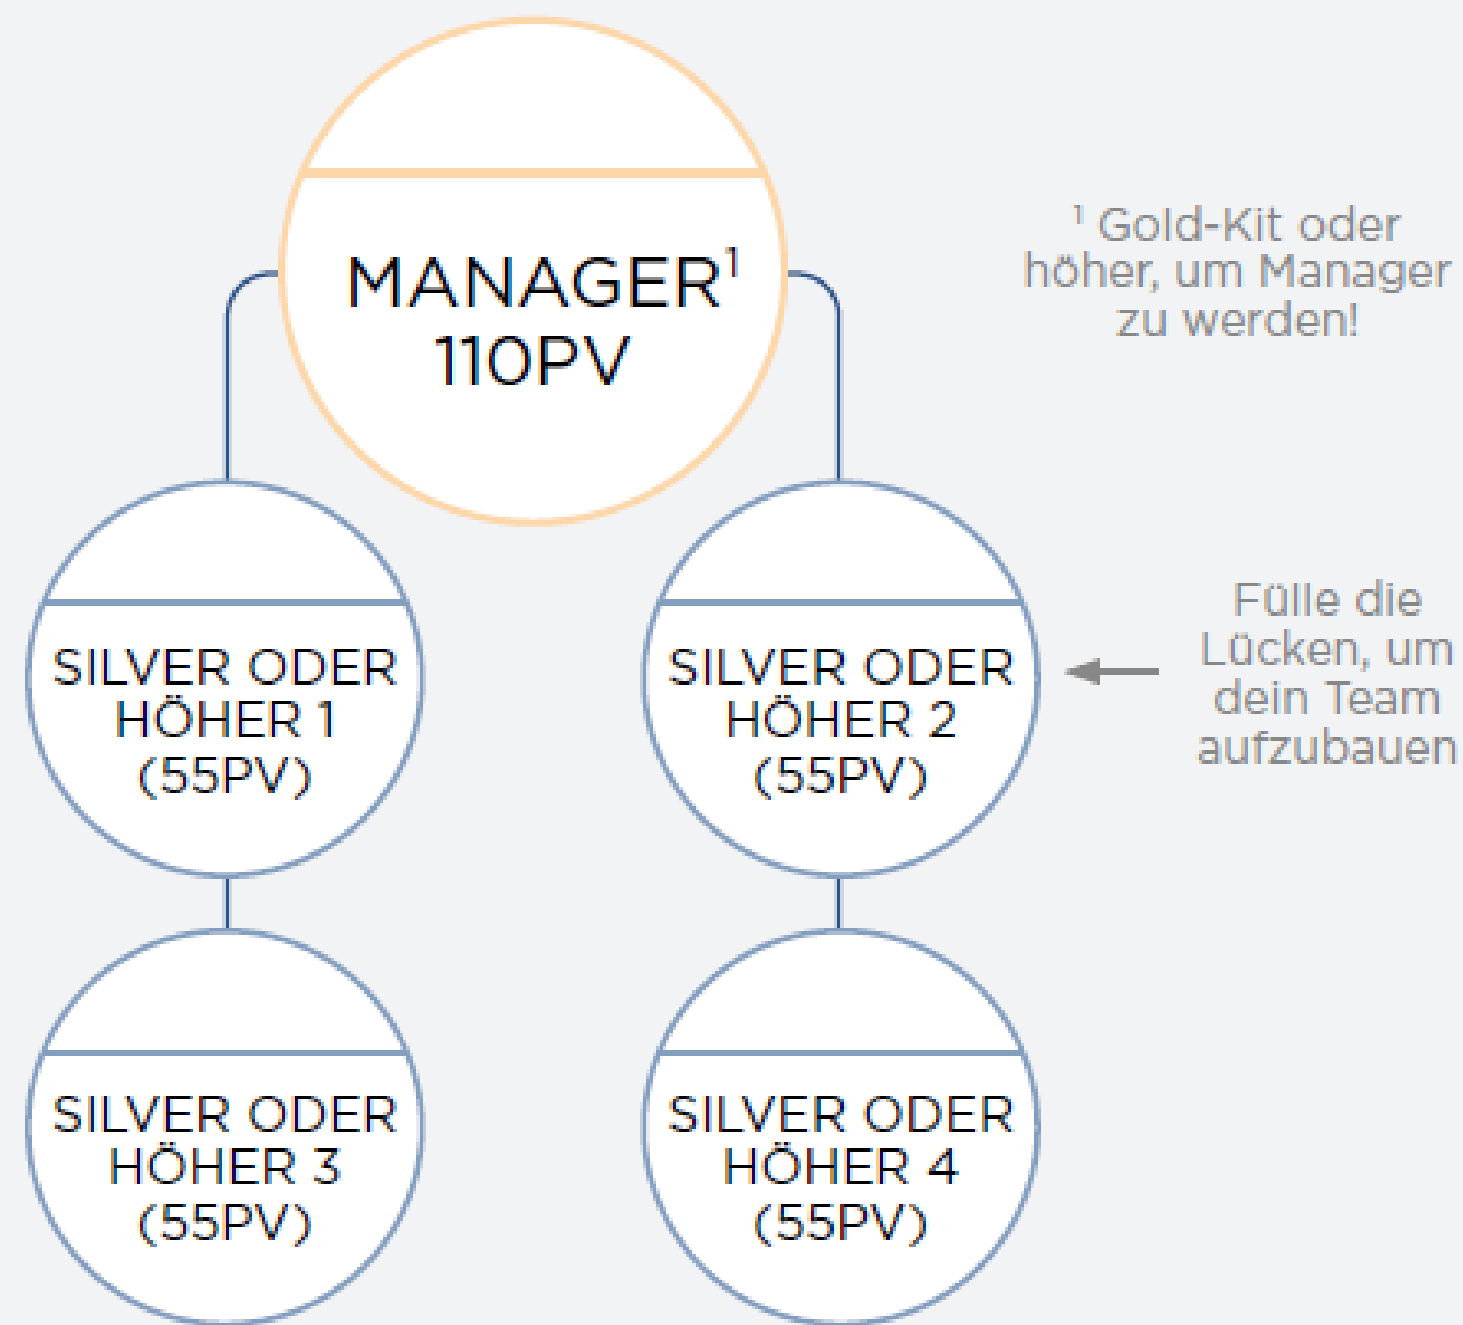 MANAGER¹
110PV
¹ Gold-Kit oder
höher, um Manager
zu werden!
SILVER ODER
HÖHER 1
(55PV)
SILVER ODER
HÖHER 2
(55PV)
Fülle die
Lücken, um
dein Team
aufzubauen
SILVER ODER
HÖHER 3
(55PV)
SILVER ODER
HÖHER 4
(55PV)